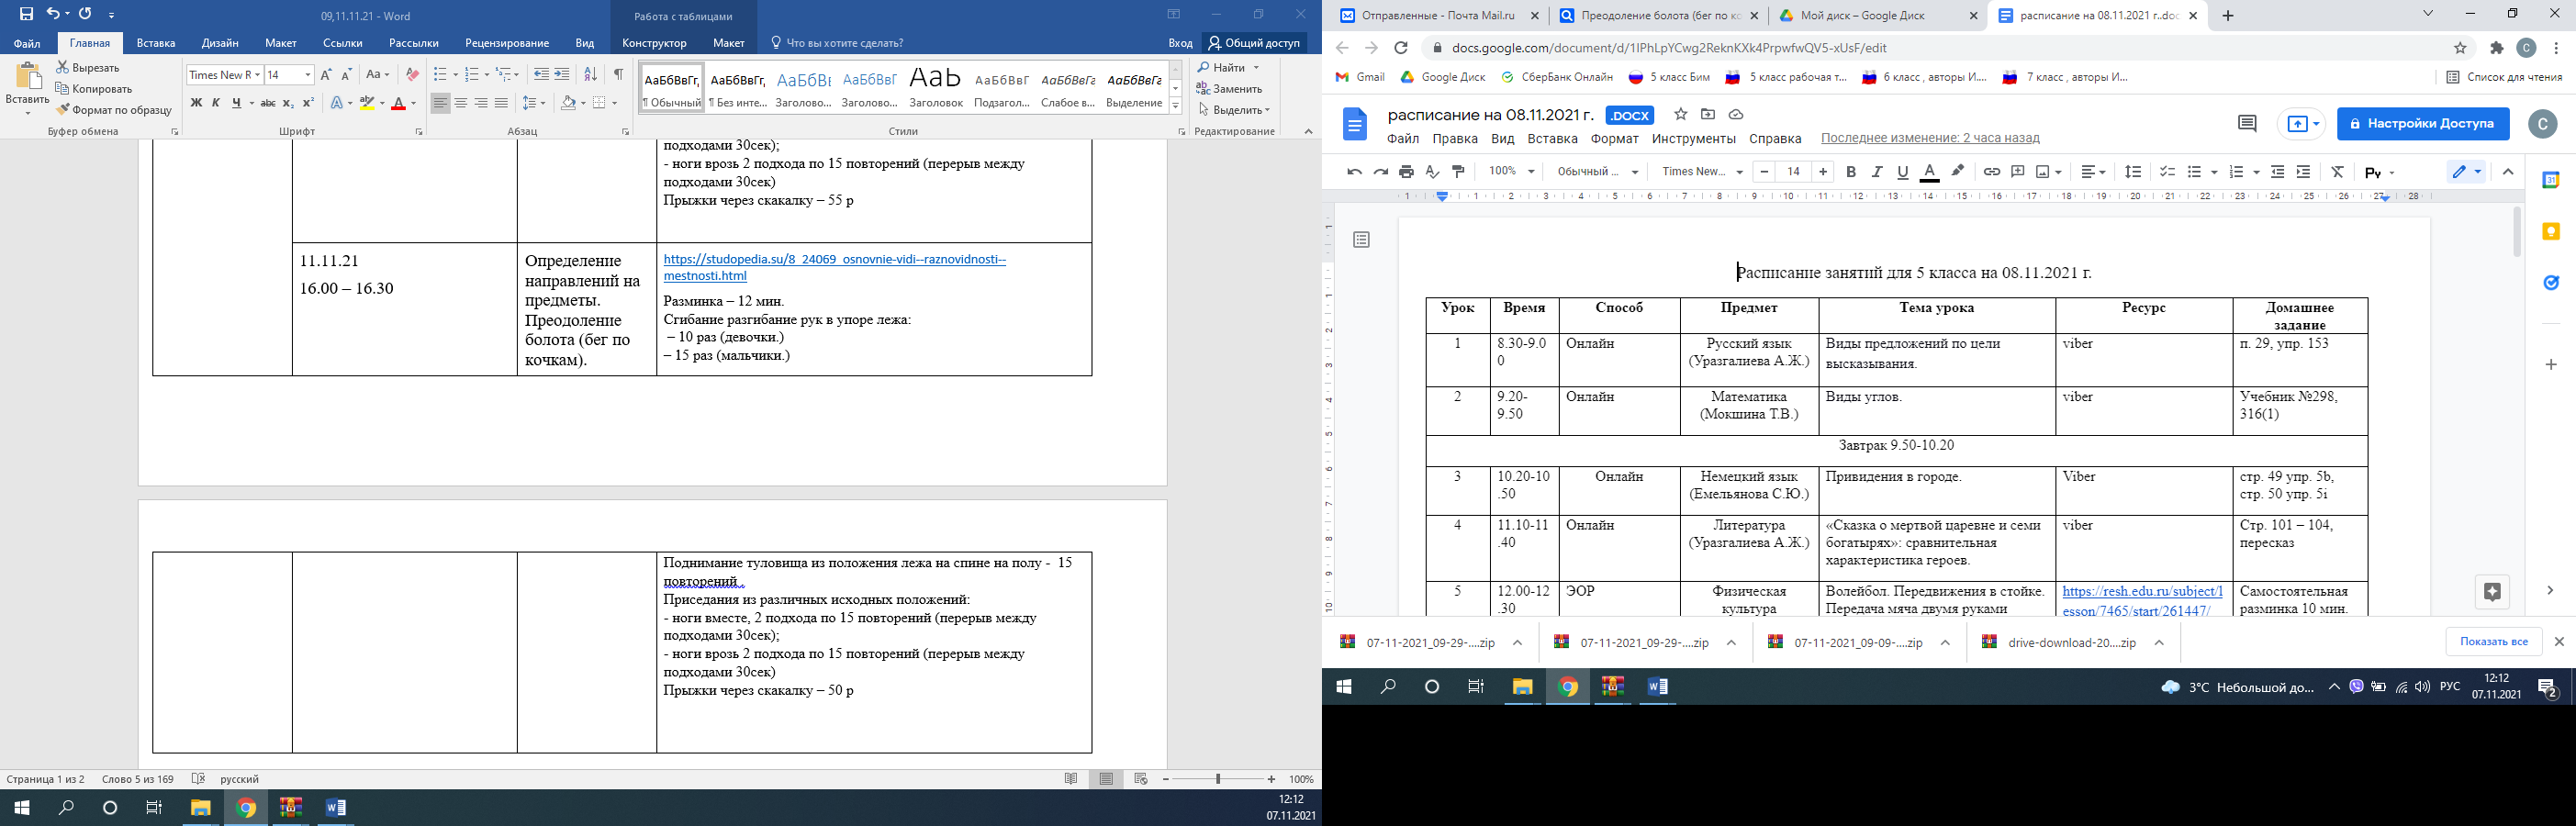 09,11.11.21 - Word
Работа с таблицами
Файл
Главная
Вставка
Дизайн
Макет
Ссылки
Рассылки
Рецензирование
Вид
Конструктор
Макет
Что вы хотите сделать?
Вход
Общий доступ
Вставить
Вырезать
Копировать
Формат по образцу
Буфер обмена
Times New R
14
Шрифт
Абзац
АаБбВвГг,
¶ Обычный
АаБбВвГг,
¶ Без инте...
Заголово...
Заголово...
Заголовок
АаБбВвГ
Подзагол...
АаБбВвГг
Слабое в...
АаБбВвГг
Выделение
Стили
Найти
Заменить
Выделить
Редактирование
подходами 30сек);
- ноги врозь 2 подхода по 15 повторений (перерыв между
подходами 30сек)
Прыжки через скакалку – 55 р
11.11.21
16.00 – 16.30
Определение
направлений на
предметы.
Преодоление
болота (бег по
кочкам).
https://studopedia.su/8_24069_osnovnie-vidi--raznovidnosti--
mestnosti.html
Разминка – 12 мин.
Сгибание разгибание рук в упоре лежа:
– 10 раз (девочки.)
– 15 раз (мальчики.)
Поднимание туловища из положения лежа на спине на полу - 15
повторений .
Приседания из различных исходных положений:
- ноги вместе, 2 подхода по 15 повторений (перерыв между
подходами 30сек);
- ноги врозь 2 подхода по 15 повторений (перерыв между
подходами 30сек)
Прыжки через скакалку – 50 р
Страница 1 из 2
Слово 5 из 169
русский
100%
12:12
07.11.2021
Отправленные - Почта Mail.ru
Преодоление болота (бег по ко
Мой диск – Google Диск
расписание на 08.11.2021 г..doc
docs.google.com/document/d/1IPhLpYCwg2ReknKXk4PrpwfwQV5-xUsF/edit
Gmail
Google Диск
СберБанк Онлайн
5 класс Бим
5 класс рабочая т...
6 класс , авторы И....
7 класс , авторы И...
Список для чтения
расписание на 08.11.2021 г.
.DOCX
Файл Правка Вид Вставка Формат Инструменты Справка
Последнее изменение: 2 часа назад
Настройки Доступа
С
100%
Обычный ...
Times New...
14
Расписание занятий для 5 класса на 08.11.2021 г.
Урок Время Способ Предмет Тема урока Ресурс Домашнее
задание
1
8.30-9.0
0
Онлайн
Русский язык
(Уразгалиева А.Ж.)
Виды предложений по цели
высказывания.
viber
п. 29, упр. 153
2
9.20-
9.50
Онлайн
Математика
(Мокшина Т.В.)
Виды углов.
viber
Учебник №298,
316(1)
Завтрак 9.50-10.20
3
10.20-10
.50
Онлайн
Немецкий язык
(Емельянова С.Ю.)
Привидения в городе.
Viber
стр. 49 упр. 5b,
стр. 50 упр. 5i
4
11.10-11
.40
Онлайн
Литература
(Уразгалиева А.Ж.)
«Сказка о мертвой царевне и семи
богатырях»: сравнительная
характеристика героев.
viber
Стр. 101 – 104,
пересказ
5
12.00-12
.30
ЭОР
Физическая
культура
Волейбол. Передвижения в стойке.
Передача мяча двумя руками
https://resh.edu.ru/subject/l
esson/7465/start/261447/
Самостоятельная
разминка 10 мин.
07-11-2021_09-29-....zip
07-11-2021_09-29-....zip
07-11-2021_09-09-....zip
drive-download-20....zip
Показать все
3°C Небольшой до...
РУС
12:12
07.11.2021
2